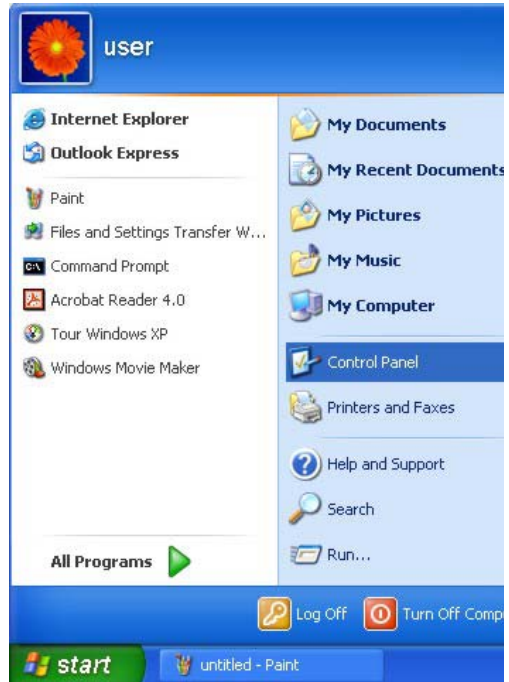 user
Internet Explorer
Outlook Express
Paint
Files and Settings Transfer W...
Command Prompt
Acrobat Reader 4.0
Tour Windows XP
Windows Movie Maker
All Programs
My Documents
My Recent Documents
My Pictures
My Music
My Computer
Control Panel
Printers and Faxes
Help and Support
Search
Run...
Log Off
Turn Off Comp
start
untitled - Paint